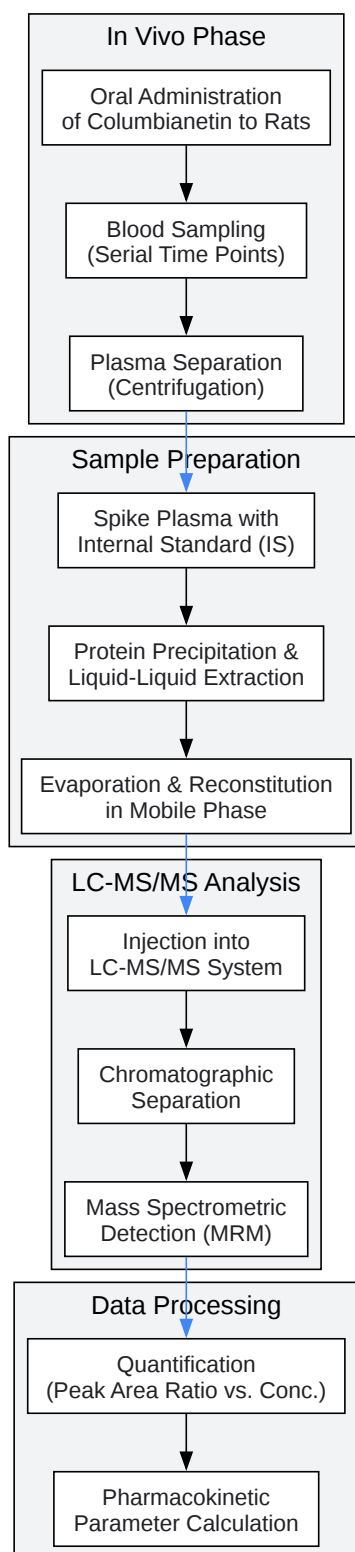 In Vivo Phase
Oral Administration
of Columbianetin to Rats
Blood Sampling
(Serial Time Points)
Plasma Separation
(Centrifugation)
Sample Preparation
Spike Plasma with
Internal Standard (IS)
Protein Precipitation &
Liquid-Liquid Extraction
Evaporation & Reconstitution
in Mobile Phase
LC-MS/MS Analysis
Injection into
LC-MS/MS System
Chromatographic
Separation
Mass Spectrometric
Detection (MRM)
Data Processing
Quantification
(Peak Area Ratio vs. Conc.)
Pharmacokinetic
Parameter Calculation